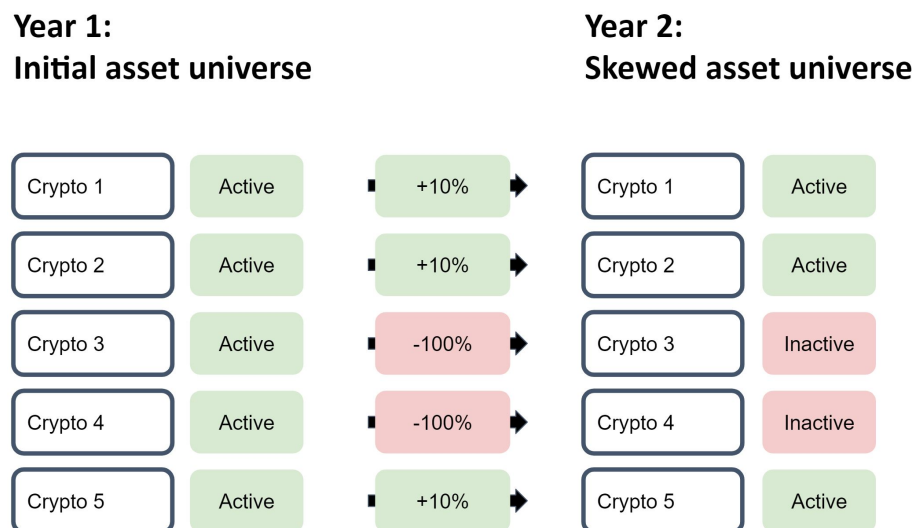 Year 1:
Initial asset universe
Year 2:
Skewed asset universe
Crypto 1 Active +10% Crypto 1 Active
Crypto 2 Active +10% Crypto 2 Active
Crypto 3 Active -100% Crypto 3 Inactive
Crypto 4 Active -100% Crypto 4 Inactive
Crypto 5 Active +10% Crypto 5 Active